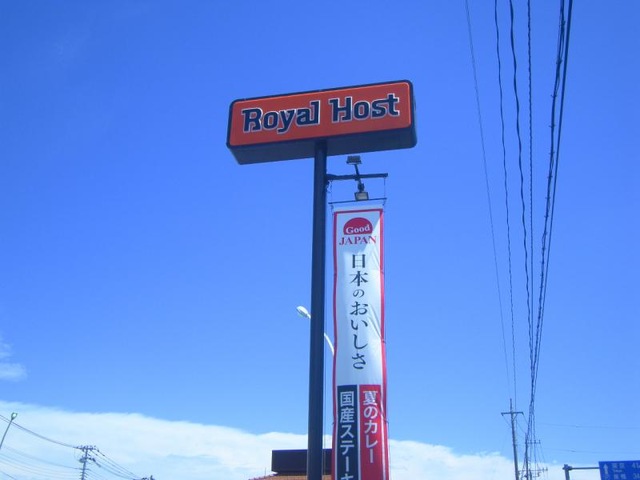 Royal Host
Good
JAPAN
日本のおいしさ
夏のカレー
国産ステーキ